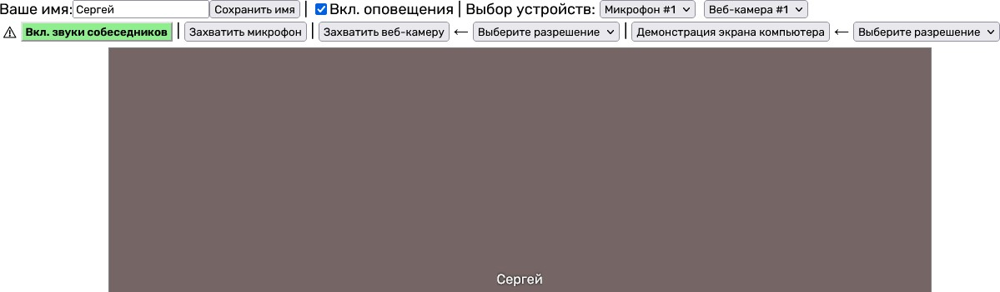 Ваше имя: Сергей Сохранить имя | Вкл. оповещения | Выбор устройств: Микрофон #1 Веб-камера #1
⚠ Вкл. звуки собеседников | Захватить микрофон | Захватить веб-камеру ← Выберите разрешение | Демонстрация экрана компьютера ← Выберите разрешение
Сергей